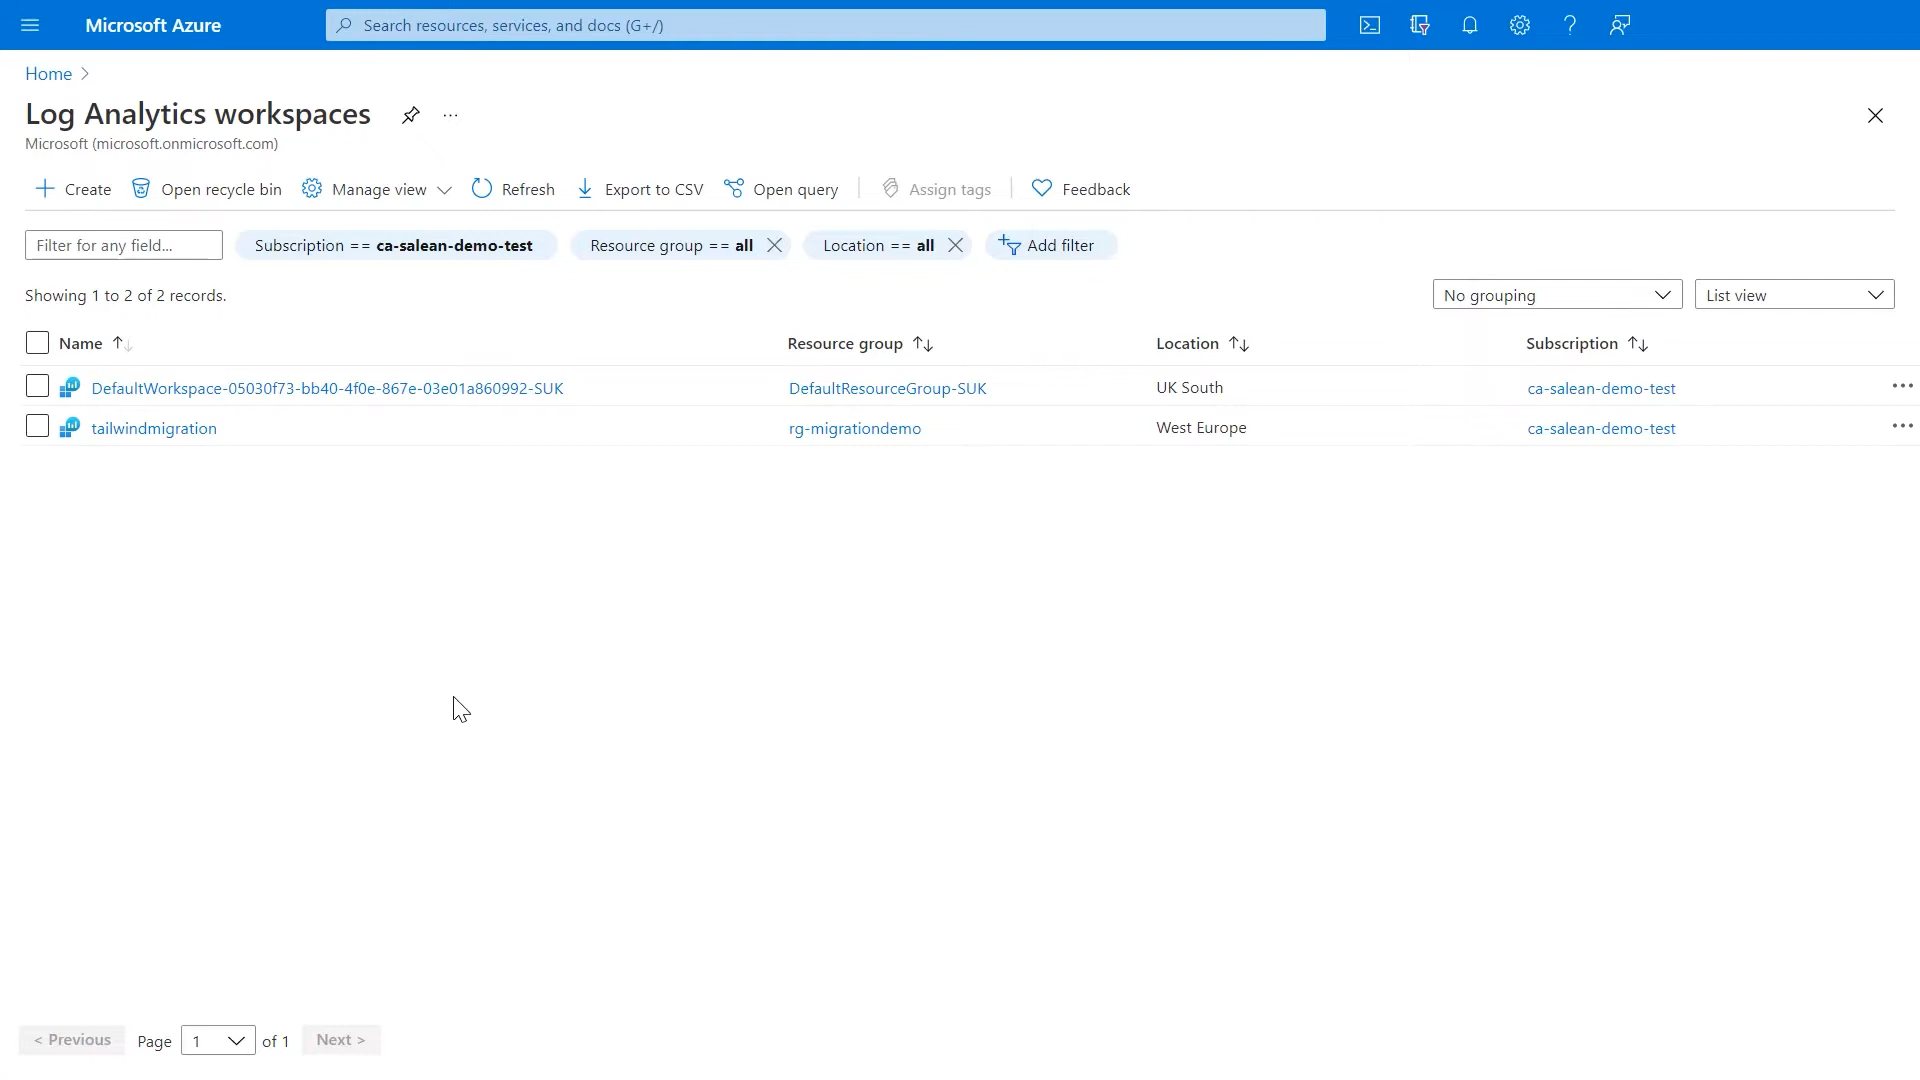 Microsoft Azure
Search resources, services, and docs (G+/)
Home
Log Analytics workspaces
Microsoft (microsoft.onmicrosoft.com)
Create Open recycle bin Manage view Refresh Export to CSV Open query Assign tags Feedback
Filter for any field... Subscription == ca-salean-demo-test Resource group == all Location == all Add filter
Showing 1 to 2 of 2 records. No grouping List view
Name Resource group Location Subscription
DefaultWorkspace-05030f73-bb40-4f0e-867e-03e01a860992-SUK DefaultResourceGroup-SUK UK South ca-salean-demo-test
tailwindmigration rg-migrationdemo West Europe ca-salean-demo-test
< Previous Page 1 of 1 Next >